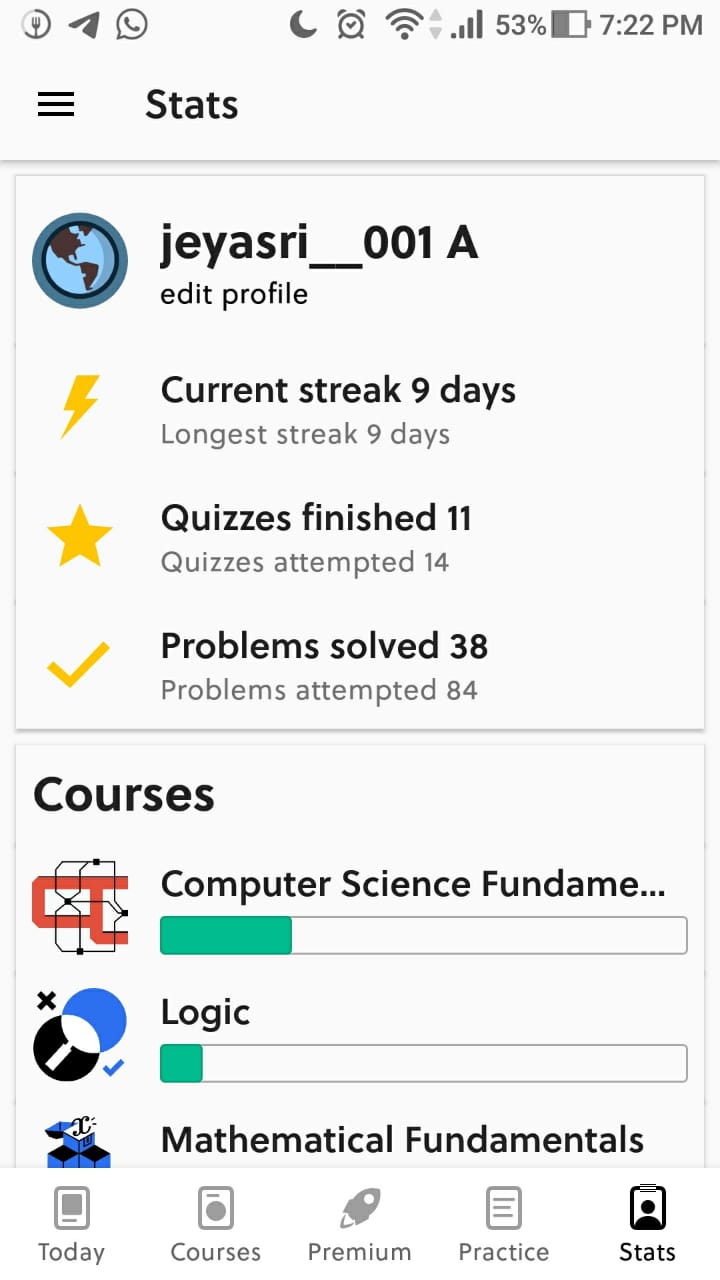 53% 7:22 PM
Stats
jeyasri__001 A
edit profile
Current streak 9 days
Longest streak 9 days
Quizzes finished 11
Quizzes attempted 14
Problems solved 38
Problems attempted 84
Courses
Computer Science Fundame...
Logic
Mathematical Fundamentals
Today Courses Premium Practice Stats